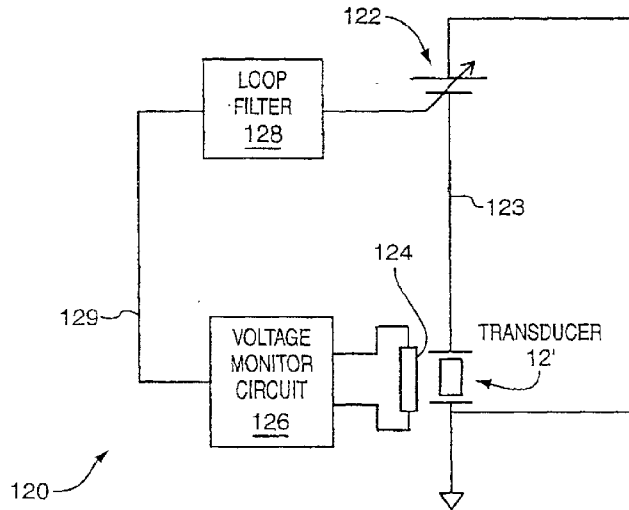 122
LOOP
FILTER
128
123
124
129
VOLTAGE
MONITOR
CIRCUIT
126
TRANSDUCER
12'
120